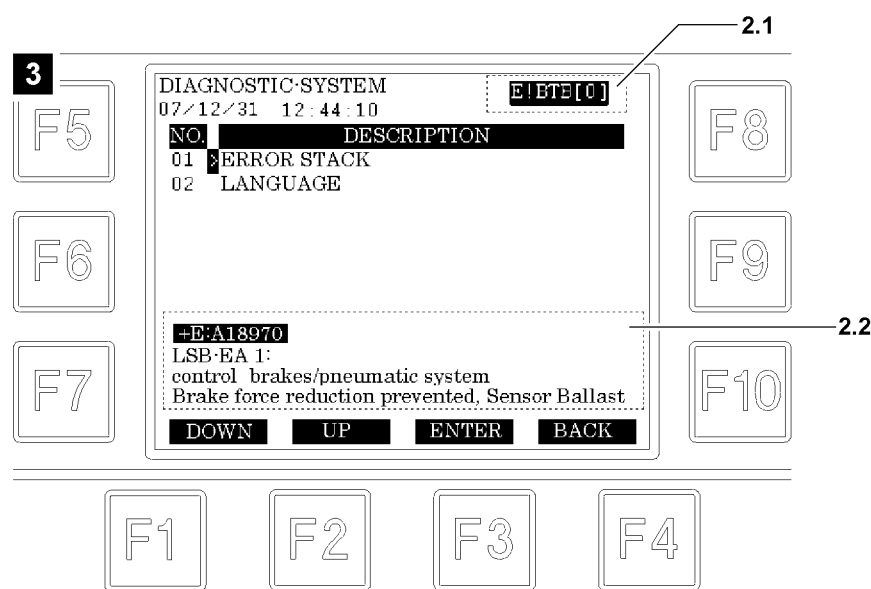 2.1
3
F5
DIAGNOSTIC·SYSTEM
E!BTB[0]
07/12/31 12:44:10
F8
NO. DESCRIPTION
01 >ERROR STACK
02 LANGUAGE
F6
F9
2.2
+E:A18970
LSB·EA 1:
control brakes/pneumatic system
Brake force reduction prevented, Sensor Ballast
F7
F10
DOWN UP ENTER BACK
F1 F2 F3 F4